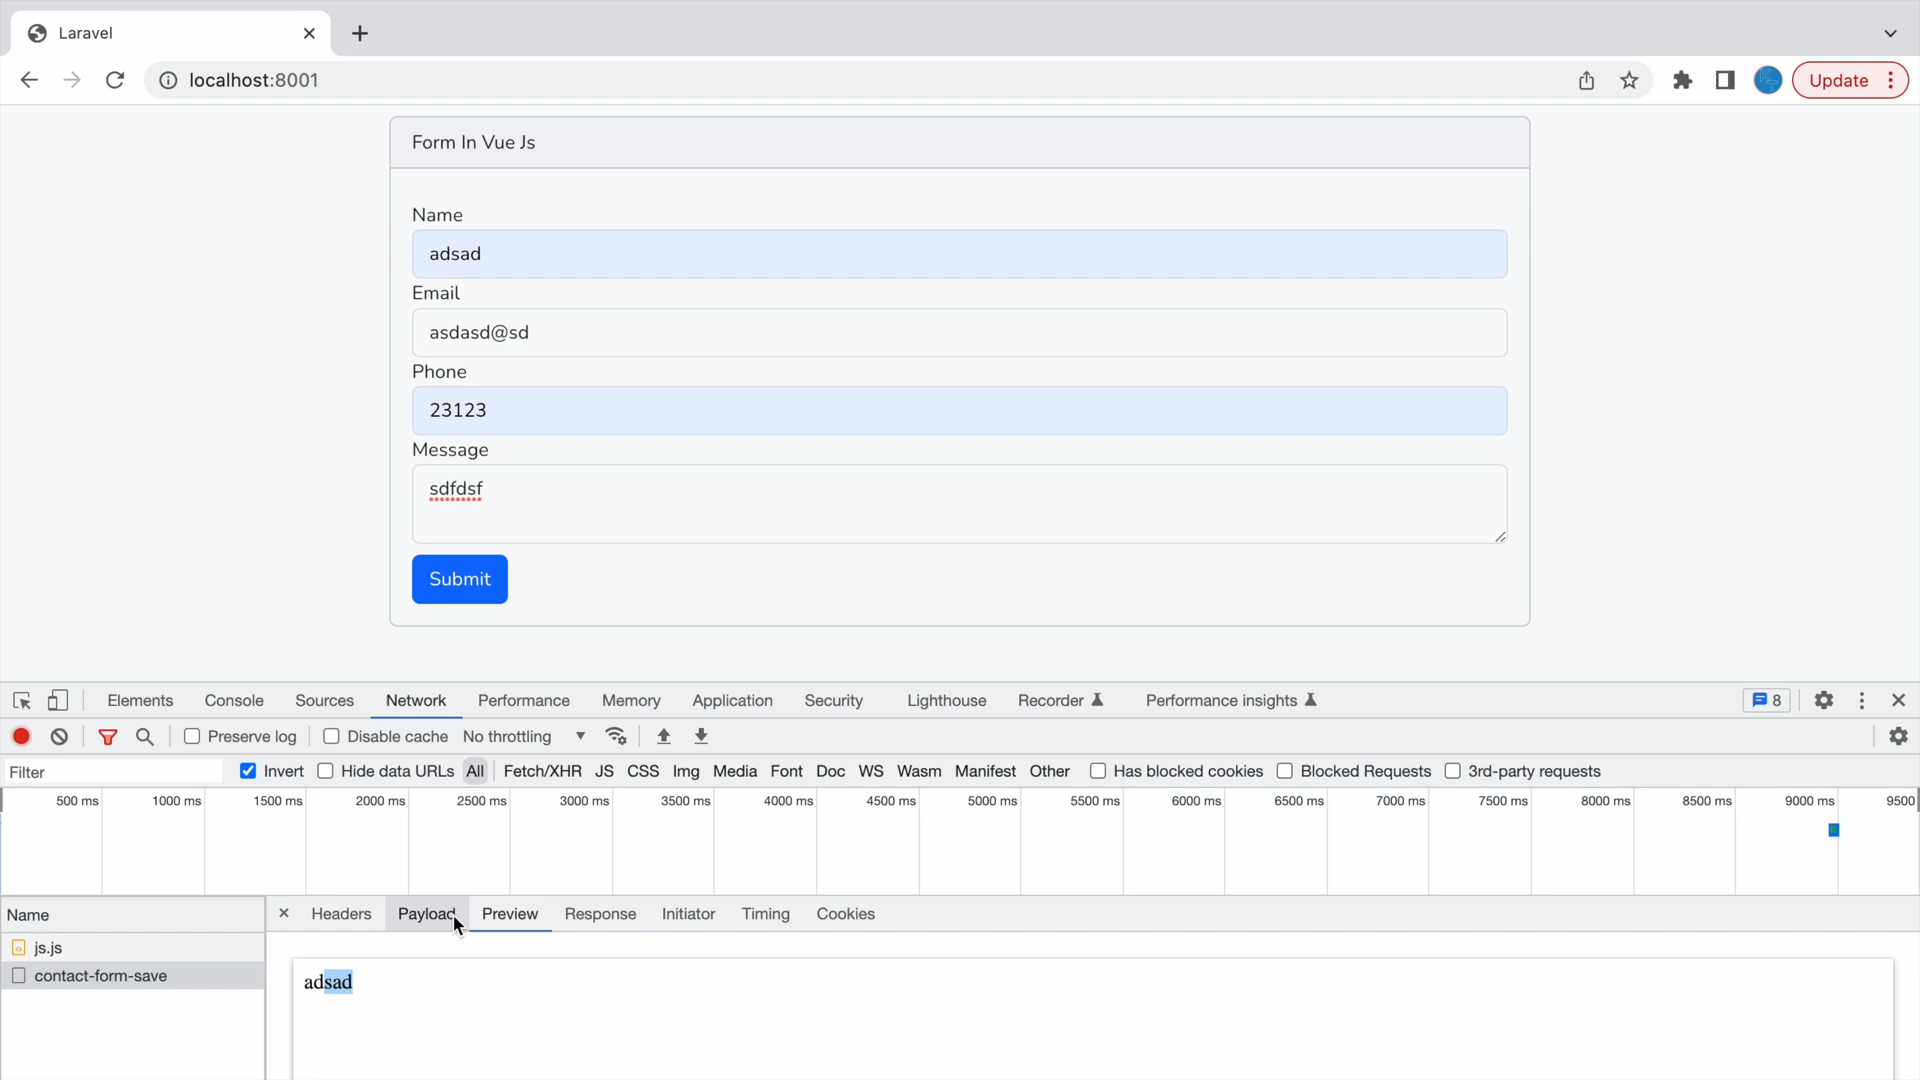 Laravel
localhost:8001
Update
Form In Vue Js
Name
adsad
Email
asdasd@sd
Phone
23123
Message
sdfdsf
Submit
Elements Console Sources Network Performance Memory Application Security Lighthouse Recorder Performance insights 8
Preserve log Disable cache No throttling
Filter Invert Hide data URLs All Fetch/XHR JS CSS Img Media Font Doc WS Wasm Manifest Other Has blocked cookies Blocked Requests 3rd-party requests
500 ms 1000 ms 1500 ms 2000 ms 2500 ms 3000 ms 3500 ms 4000 ms 4500 ms 5000 ms 5500 ms 6000 ms 6500 ms 7000 ms 7500 ms 8000 ms 8500 ms 9000 ms 9500
Name Headers Payload Preview Response Initiator Timing Cookies
js.js
contact-form-save
adsad